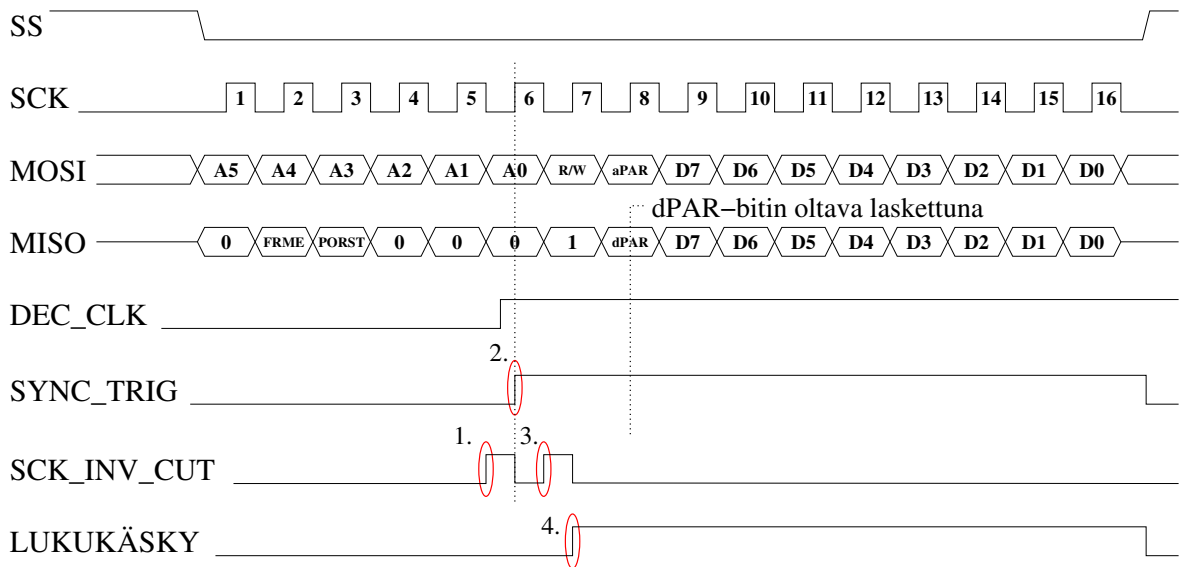 SS
SCK 1 2 3 4 5 6 7 8 9 10 11 12 13 14 15 16
MOSI A5 A4 A3 A2 A1 A0 R/W aPAR D7 D6 D5 D4 D3 D2 D1 D0
dPAR−bitin oltava laskettuna
MISO 0 FRME PORST 0 0 0 1 dPAR D7 D6 D5 D4 D3 D2 D1 D0
DEC_CLK
2.
SYNC_TRIG
1. 3.
SCK_INV_CUT
4.
LUKUKÄSKY